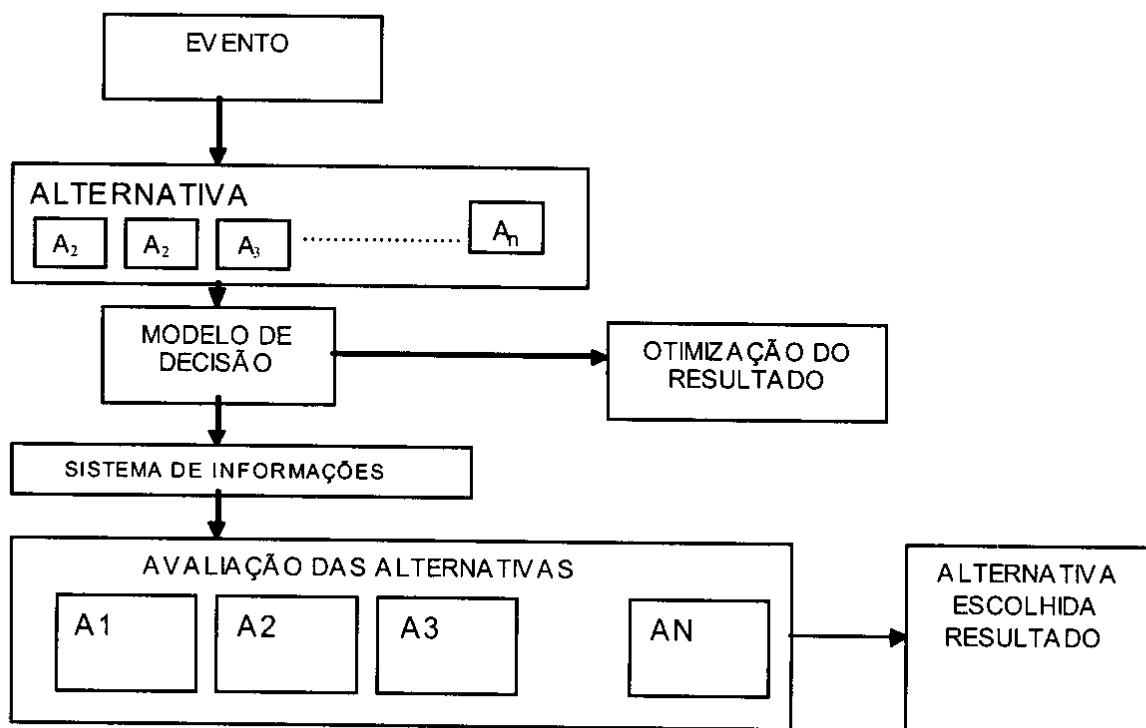 EVENTO
ALTERNATIVA
A₂ A₂ A₃ ........................ Aₙ
MODELO DE
DECISÃO
OTIMIZAÇÃO DO
RESULTADO
SISTEMA DE INFORMAÇÕES
AVALIAÇÃO DAS ALTERNATIVAS
A1 A2 A3 AN
ALTERNATIVA
ESCOLHIDA
RESULTADO